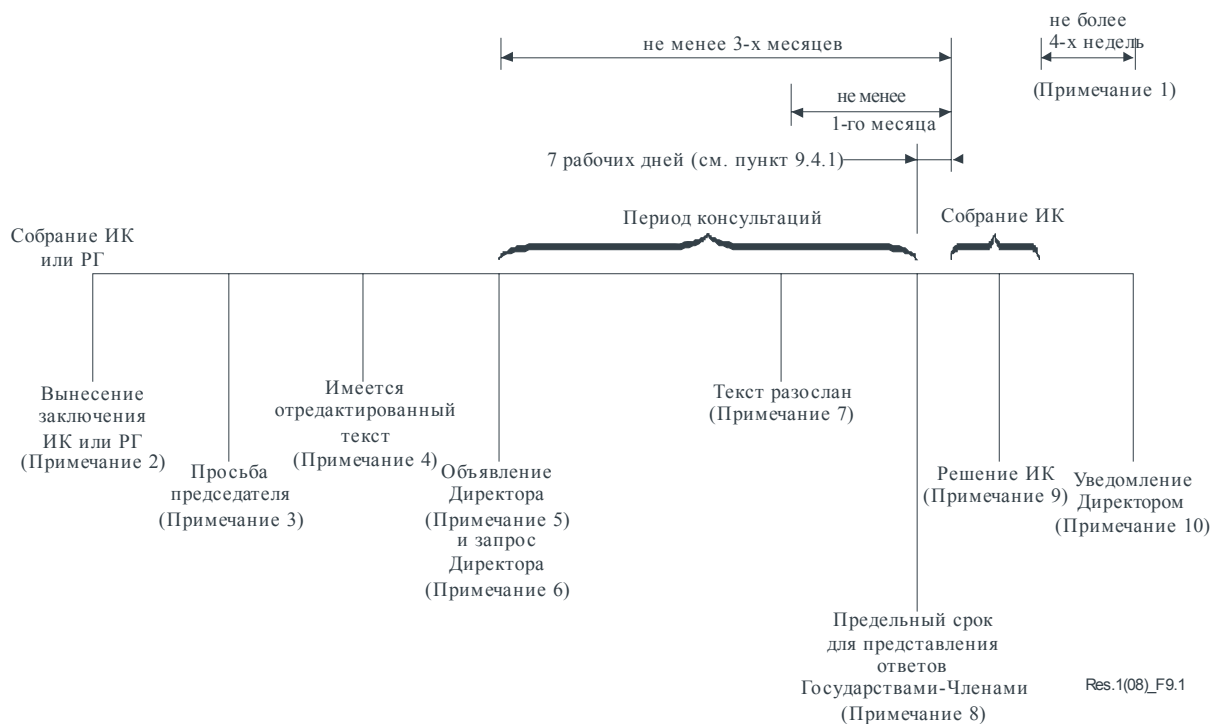 не более
4-х недель
(Примечание 1)
не менее 3-х месяцев
не менее
1-го месяца
7 рабочих дней (см. пункт 9.4.1)
Период консультаций
Собрание ИК
Собрание ИК
или РГ
Вынесение
заключения
ИК или РГ
(Примечание 2)
Просьба
председателя
(Примечание 3)
Имеется
отредактированный
текст
(Примечание 4)
Объявление
Директора
(Примечание 5)
и запрос
Директора
(Примечание 6)
Текст разослан
(Примечание 7)
Предельный срок
для представления
ответов
Государствами-Членами
(Примечание 8)
Решение ИК
(Примечание 9)
Уведомление
Директором
(Примечание 10)
Res.1(08)_F9.1